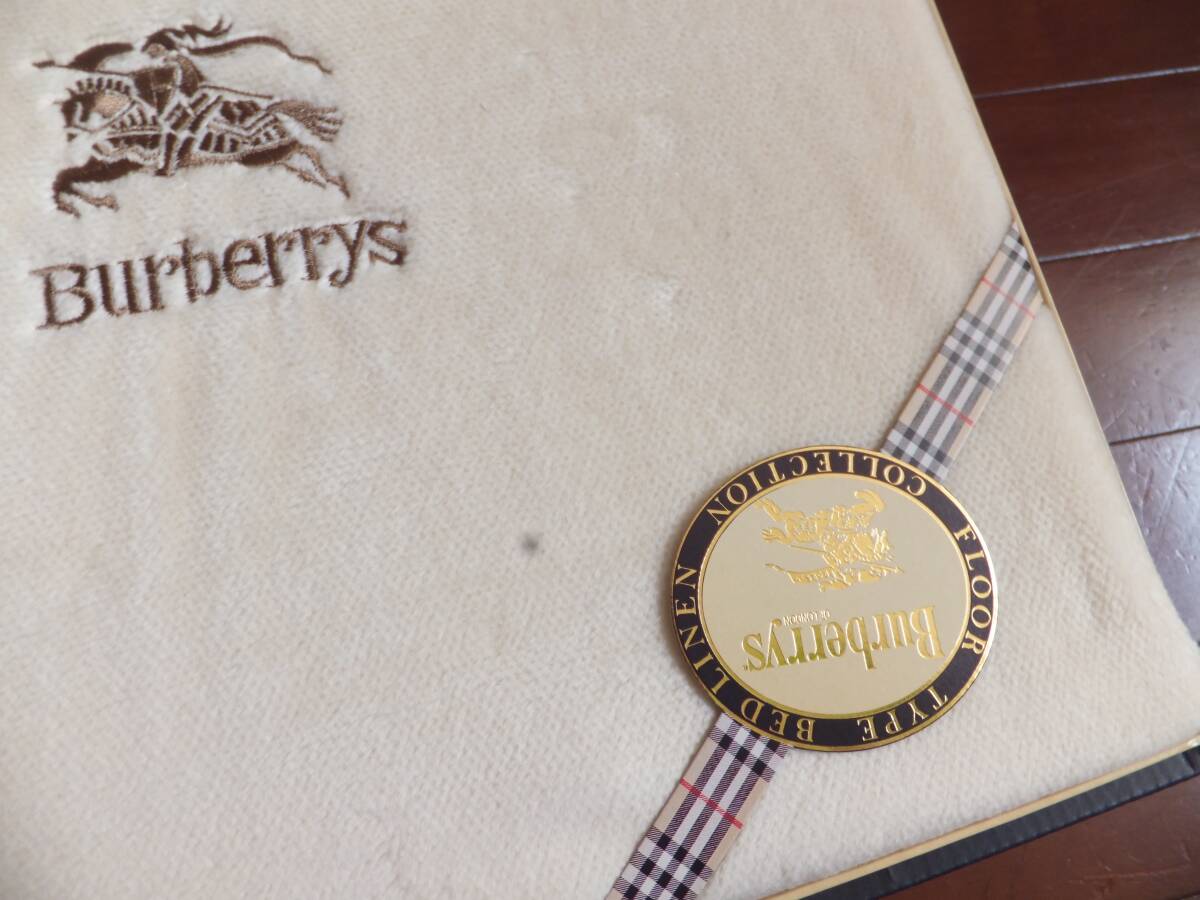 Burberrys
Burberrys
OF LONDON
FLOOR TYPE BED LINEN
COLLECTION